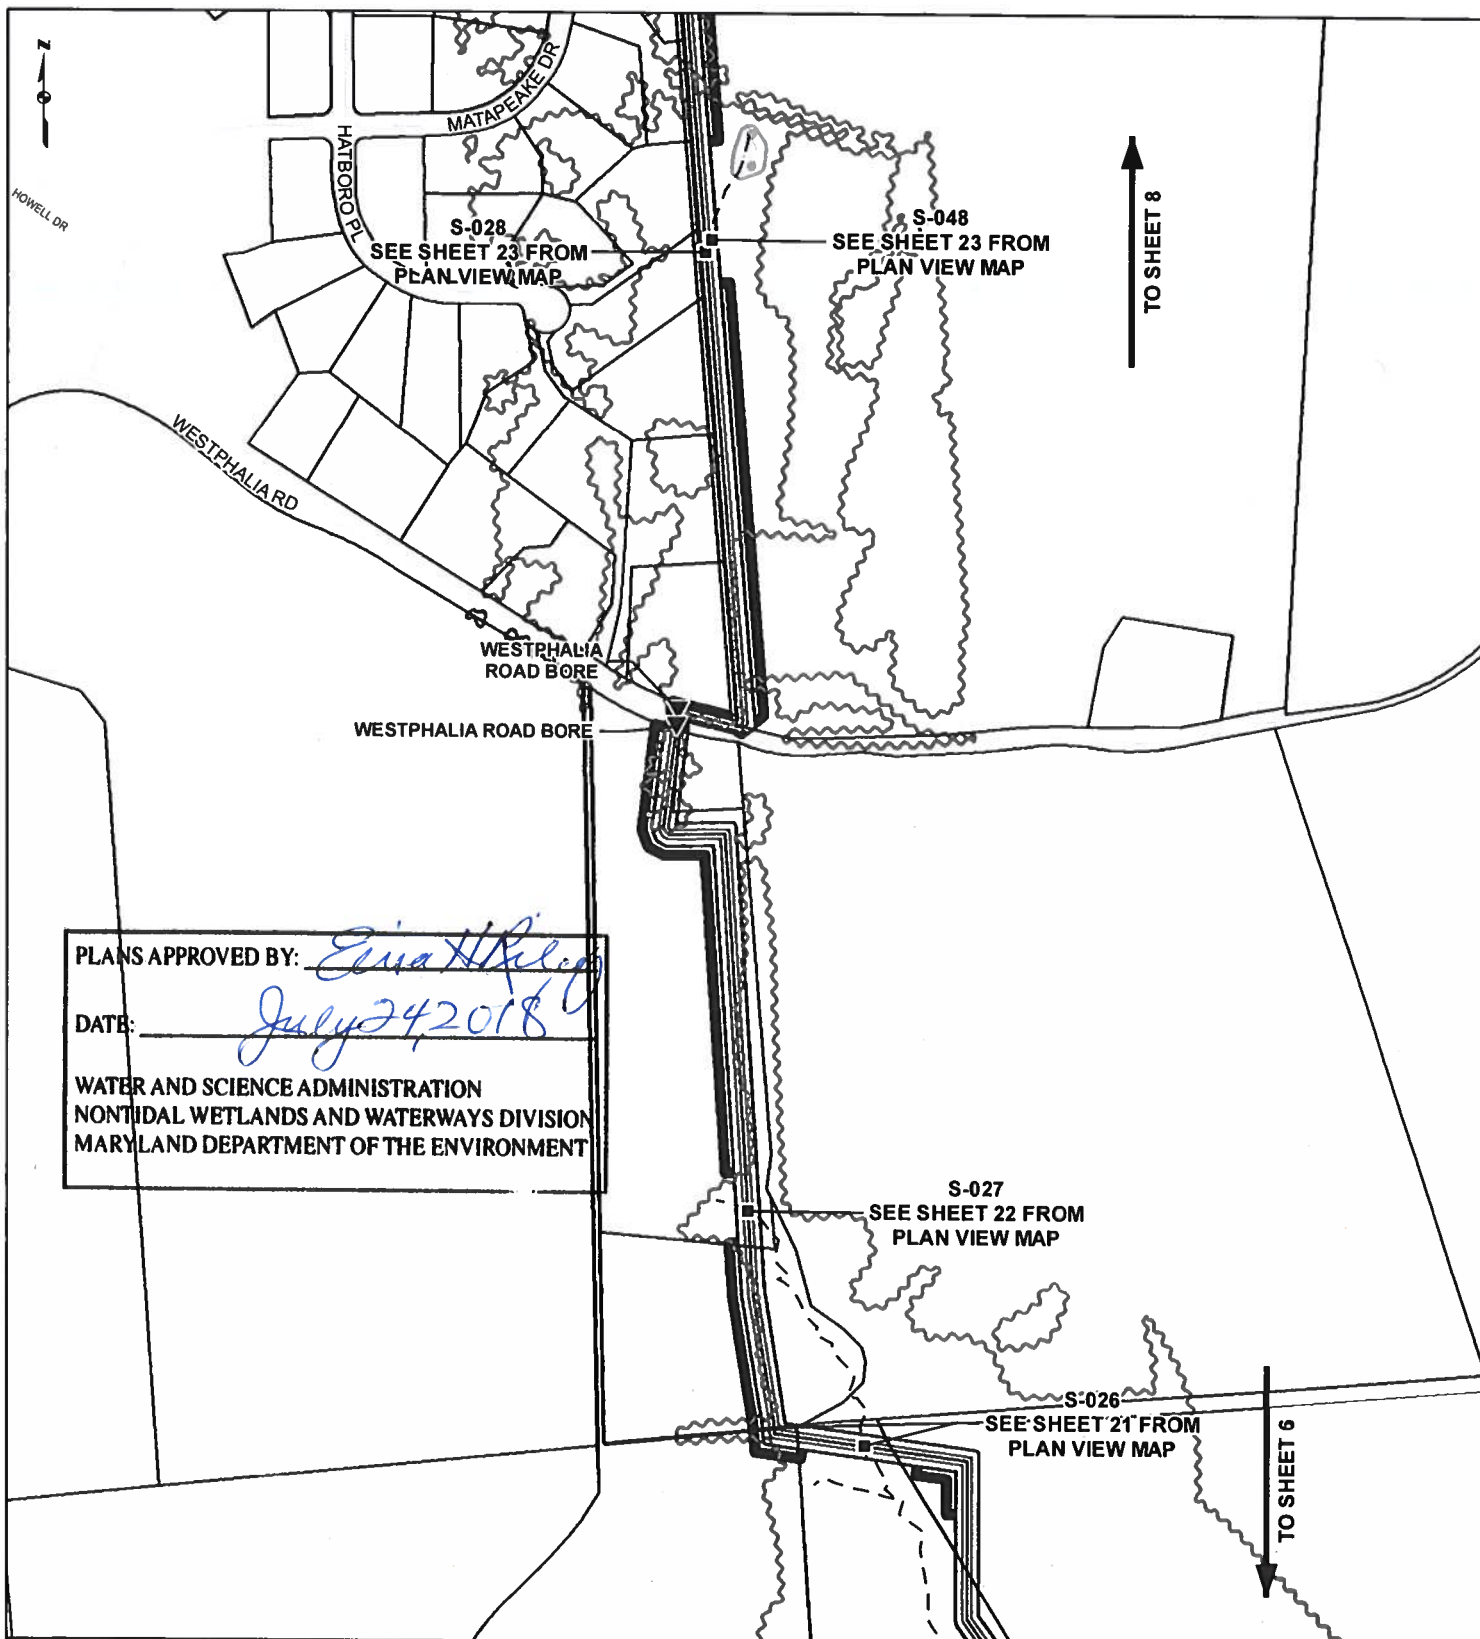 N
MATAPEAKE DR
HATBORO PL
HOWELL DR
S-028
SEE SHEET 23 FROM
PLAN VIEW MAP
S-048
SEE SHEET 23 FROM
PLAN VIEW MAP
TO SHEET 8
WESTPHALIA RD
WESTPHALIA
ROAD BORE
WESTPHALIA ROAD BORE
PLANS APPROVED BY:
DATE: July 24, 2018
WATER AND SCIENCE ADMINISTRATION
NONTIDAL WETLANDS AND WATERWAYS DIVISION
MARYLAND DEPARTMENT OF THE ENVIRONMENT
S-027
SEE SHEET 22 FROM
PLAN VIEW MAP
S-026
SEE SHEET 21 FROM
PLAN VIEW MAP
TO SHEET 6